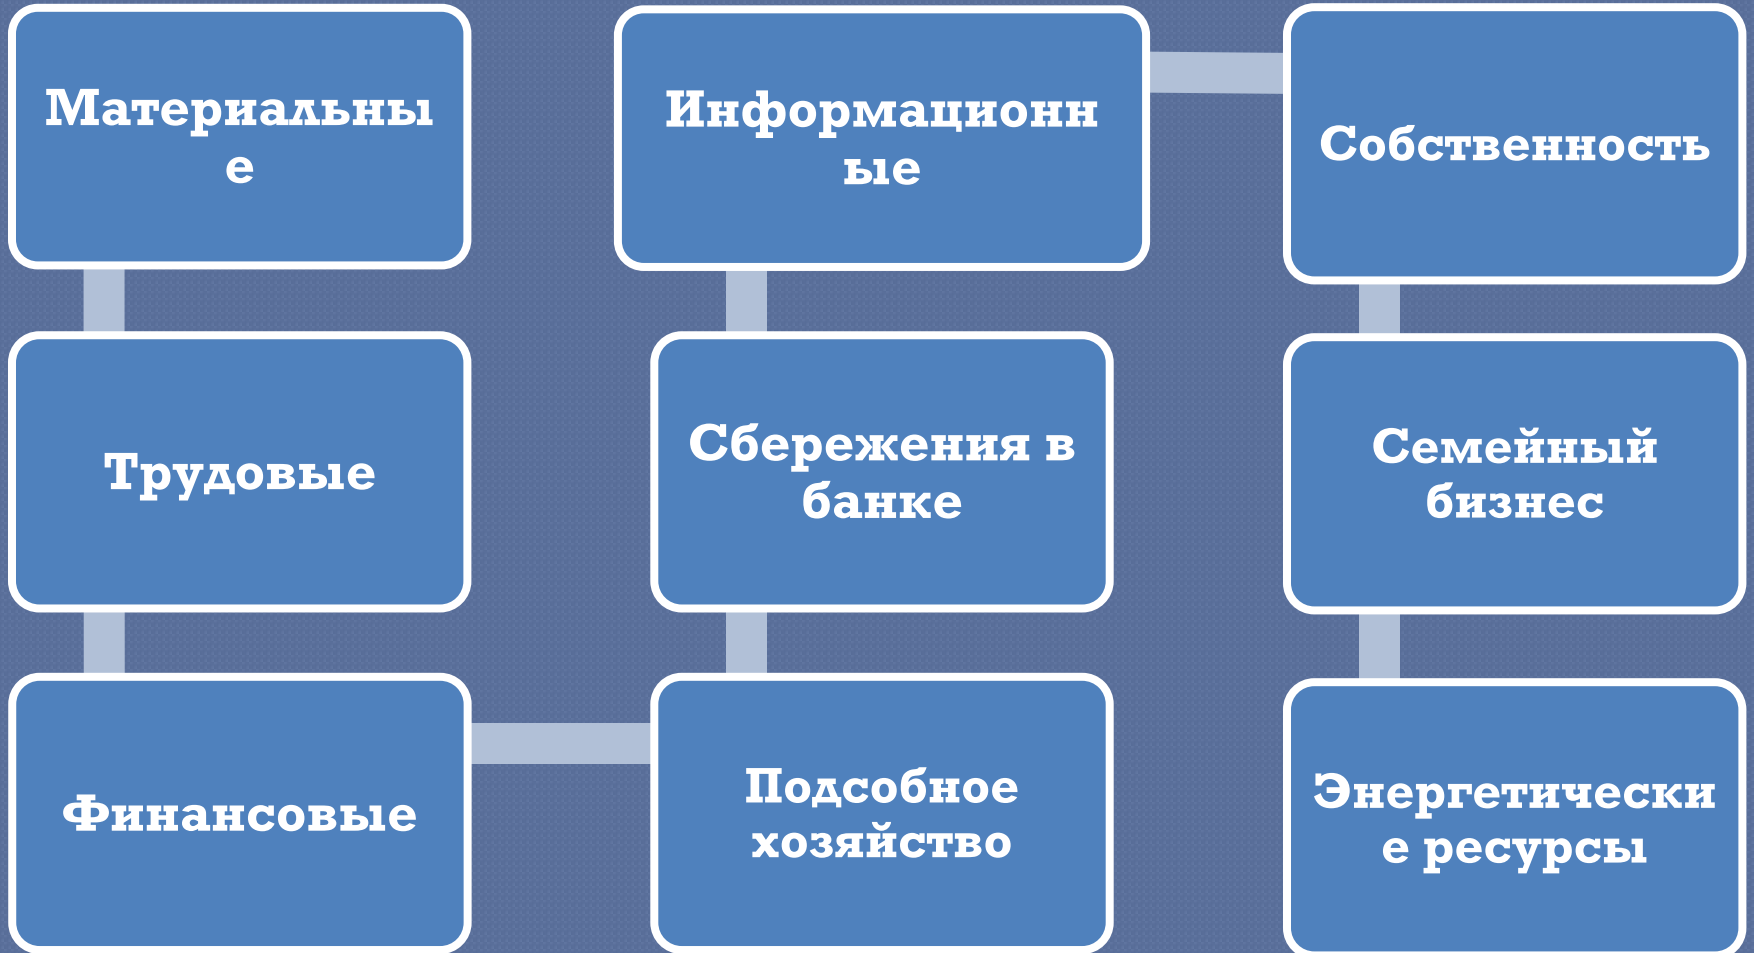 Материальны
е
Трудовые
Финансовые
Подсобное
хозяйство
Сбережения в
банке
Информационн
ые
Собственность
Семейный
бизнес
Энергетически
е ресурсы